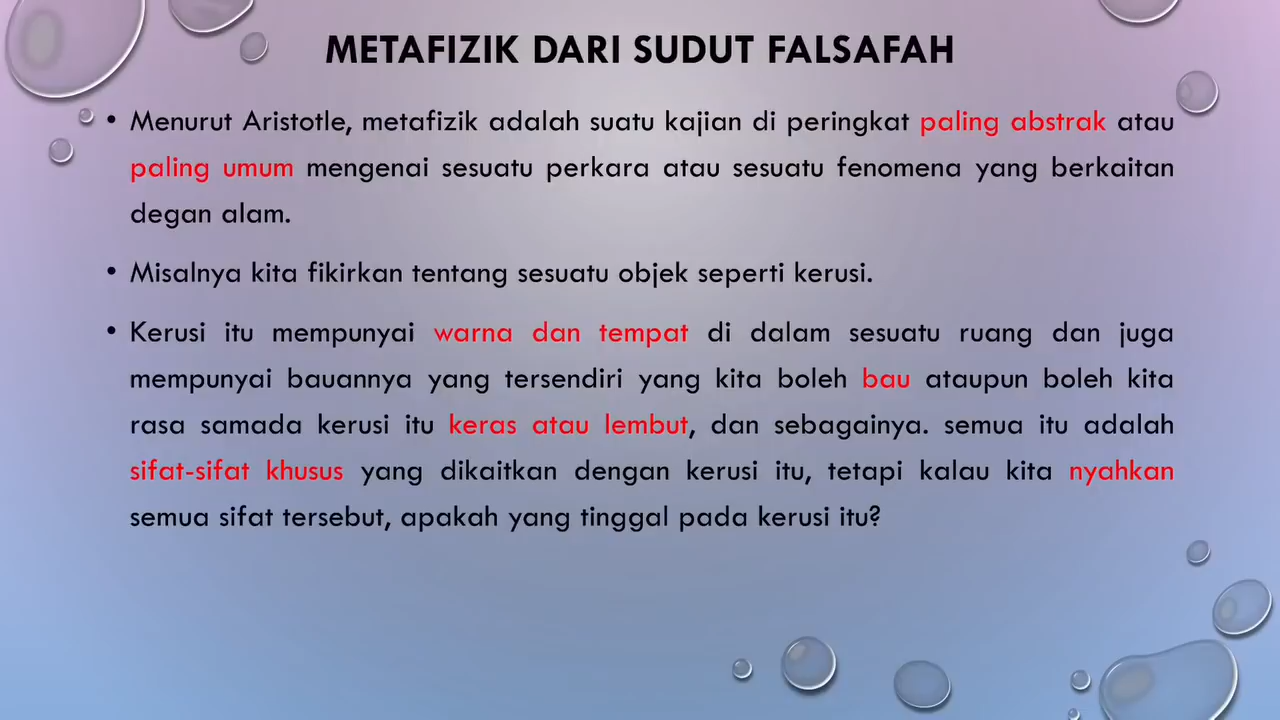 METAFIZIK DARI SUDUT FALSAFAH
• Menurut Aristotle, metafizik adalah suatu kajian di peringkat paling abstrak atau
paling umum mengenai sesuatu perkara atau sesuatu fenomena yang berkaitan
degan alam.
• Misalnya kita fikirkan tentang sesuatu objek seperti kerusi.
• Kerusi itu mempunyai warna dan tempat di dalam sesuatu ruang dan juga
mempunyai bauannya yang tersendiri yang kita boleh bau ataupun boleh kita
rasa samada kerusi itu keras atau lembut, dan sebagainya. semua itu adalah
sifat-sifat khusus yang dikaitkan dengan kerusi itu, tetapi kalau kita nyahkan
semua sifat tersebut, apakah yang tinggal pada kerusi itu?